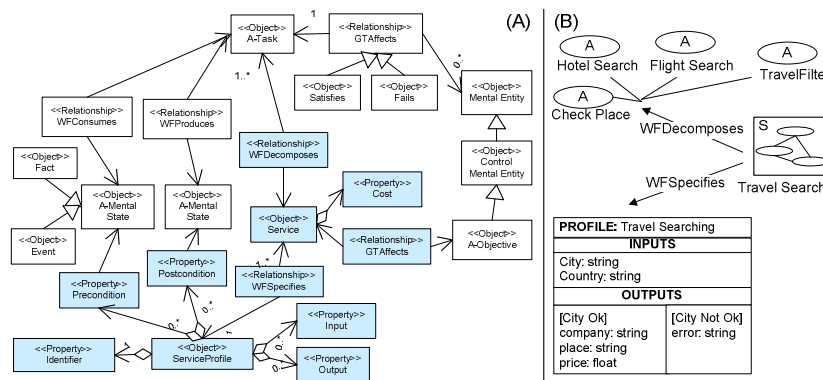 (A)
1
<<Object>>
A-Task
<<Relationship>>
GTAffects
1..*
0..*
<<Object>>
Satisfies
<<Object>>
Fails
<<Object>>
Mental Entity
<<Relationship>>
WFConsumes
<<Relationship>>
WFProduces
<<Relationship>>
WFDecomposes
<<Object>>
Control
Mental Entity
<<Object>>
Fact
<<Object>>
Event
<<Object>>
A-Mental
State
<<Object>>
A-Mental
State
<<Property>>
Cost
<<Object>>
Service
<<Relationship>>
GTAffects
<<Object>>
A-Objective
<<Property>>
Precondition
<<Property>>
Postcondition
1..*
<<Relationship>>
WFSpecifies
0..*
0..*
1
<<Property>>
Identifier
1
<<Object>>
ServiceProfile
0..*
0..*
<<Property>>
Input
<<Property>>
Output
(B)
A
Hotel Search
A
Flight Search
A
TravelFilte
A
Check Place
WFDecomposes
S
Travel Search
WFSpecifies
PROFILE: Travel Searching
INPUTS
City: string
Country: string
OUTPUTS
[City Ok]
company: string
place: string
price: float
[City Not Ok]
error: string